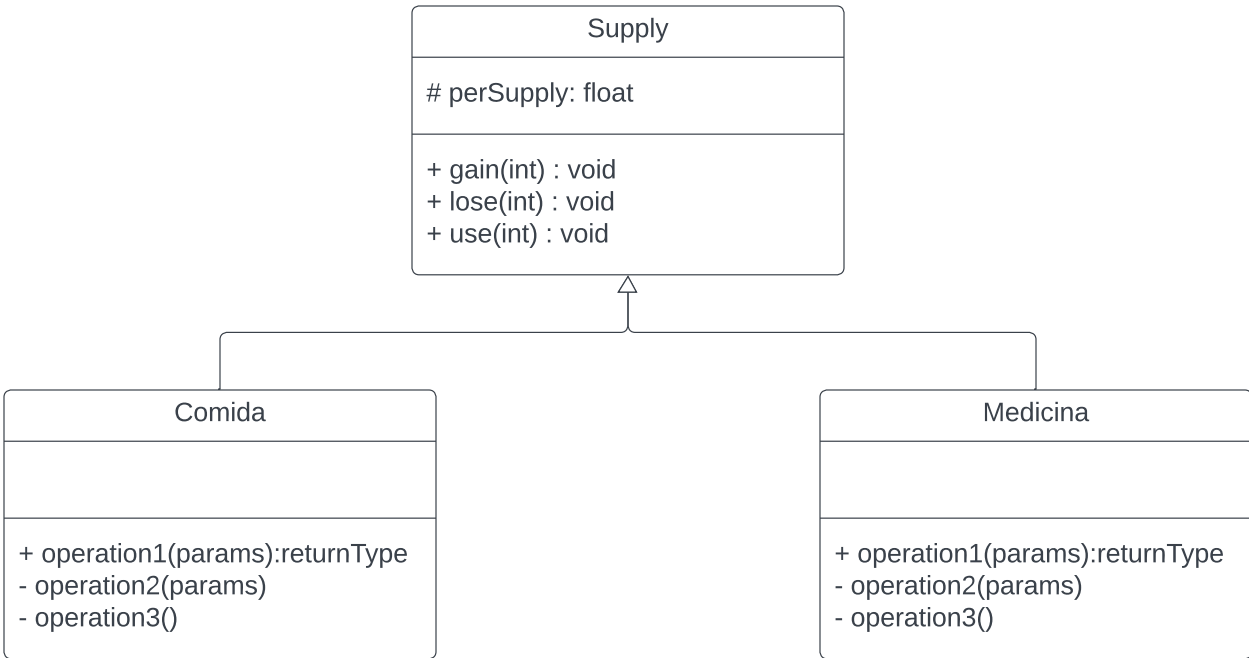 Supply
# perSupply: float
+ gain(int) : void
+ lose(int) : void
+ use(int) : void
Comida
+ operation1(params):returnType
- operation2(params)
- operation3()
Medicina
+ operation1(params):returnType
- operation2(params)
- operation3()